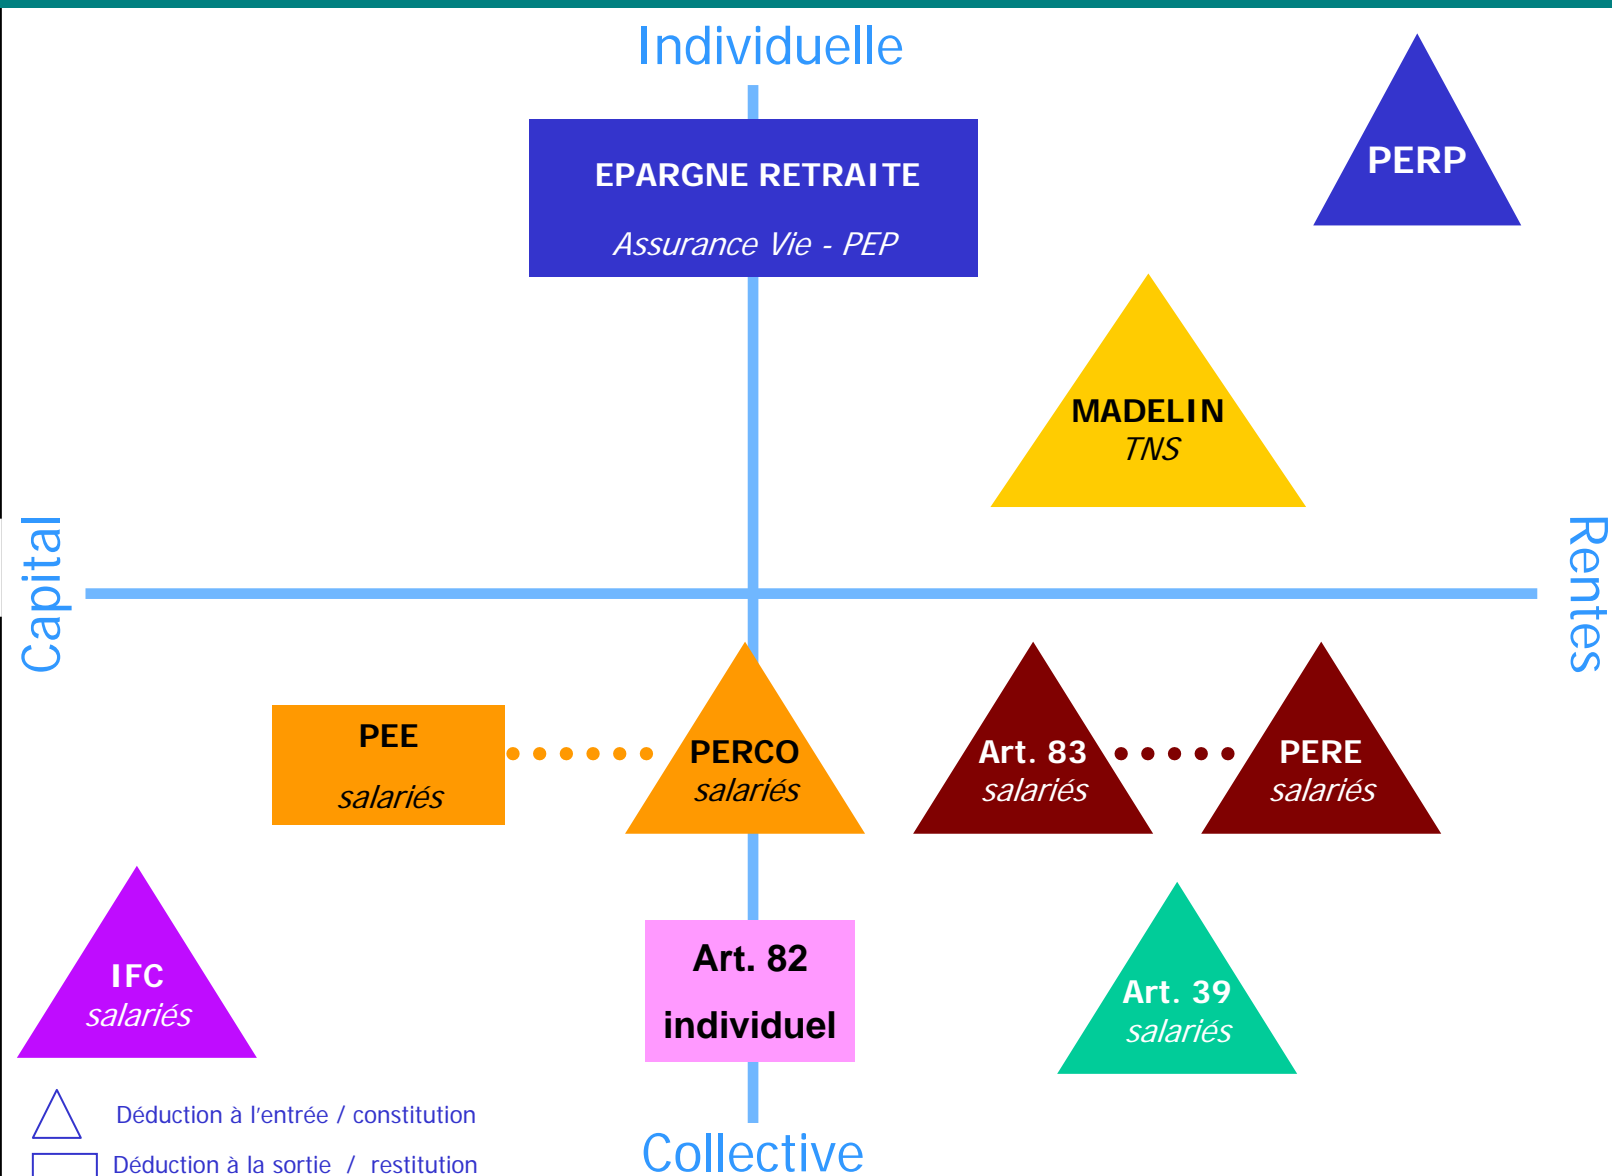 Individuelle
PERP
EPARGNE RETRAITE
Assurance Vie - PEP
MADELIN
TNS
Capital
Rentes
PEE
salariés
PERCO
salariés
Art. 83
salariés
PERE
salariés
IFC
salariés
Art. 82
individuel
Art. 39
salariés
Déduction à l'entrée / constitution
Déduction à la sortie / restitution
Collective